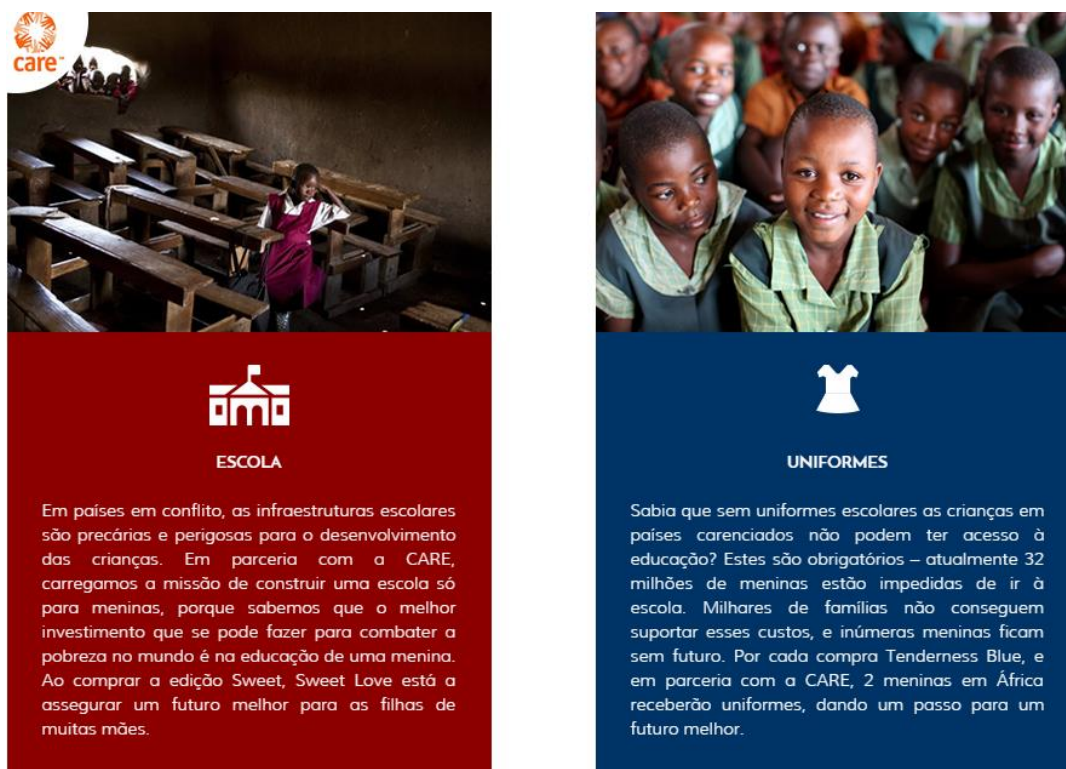 care
ESCOLA
Em países em conflito, as infraestruturas escolares
são precárias e perigosas para o desenvolvimento
das crianças. Em parceria com a CARE,
carregamos a missão de construir uma escola só
para meninas, porque sabemos que o melhor
investimento que se pode fazer para combater a
pobreza no mundo é na educação de uma menina.
Ao comprar a edição Sweet, Sweet Love está a
assegurar um futuro melhor para as filhas de
muitas mães.
UNIFORMES
Sabia que sem uniformes escolares as crianças em
países carenciados não podem ter acesso à
educação? Estes são obrigatórios – atualmente 32
milhões de meninas estão impedidas de ir à
escola. Milhares de famílias não conseguem
suportar esses custos, e inúmeras meninas ficam
sem futuro. Por cada compra Tenderness Blue, e
em parceria com a CARE, 2 meninas em África
receberão uniformes, dando um passo para um
futuro melhor.